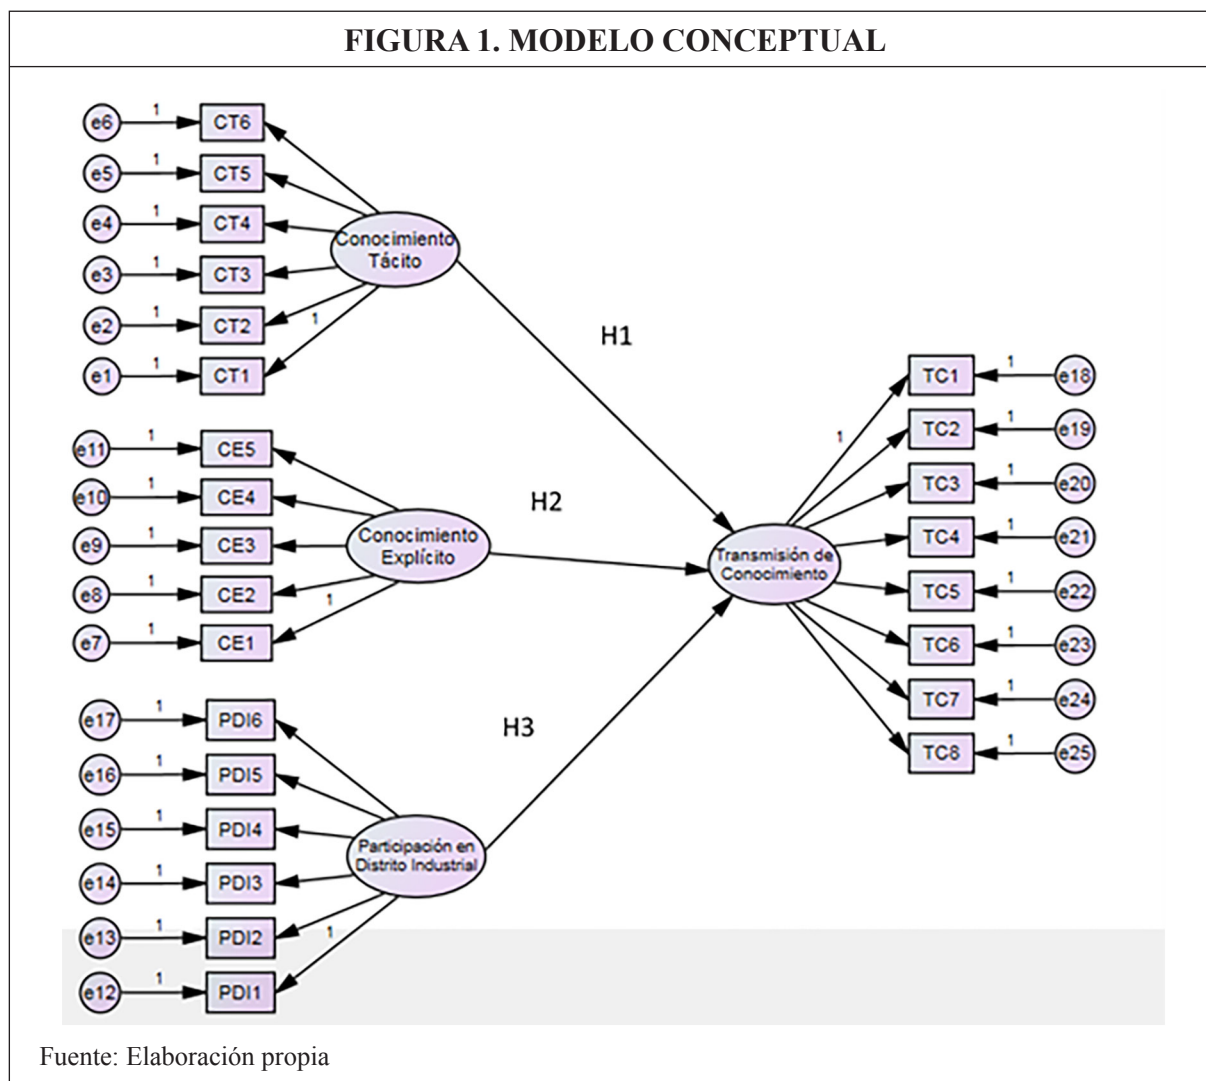 FIGURA 1. MODELO CONCEPTUAL
e6 1 CT6
e5 1 CT5
e4 1 CT4
e3 1 CT3
e2 1 CT2
e1 1 CT1
1
Conocimiento
Tácito
H1
e11 1 CE5
e10 1 CE4
e9 1 CE3
e8 1 CE2
e7 1 CE1
1
Conocimiento
Explícito
H2
e17 1 PDI6
e16 1 PDI5
e15 1 PDI4
e14 1 PDI3
e13 1 PDI2
e12 1 PDI1
1
Participación en
Distrito Industrial
H3
Transmisión de
Conocimiento
1
TC1 1 e18
TC2 1 e19
TC3 1 e20
TC4 1 e21
TC5 1 e22
TC6 1 e23
TC7 1 e24
TC8 1 e25
Fuente: Elaboración propia